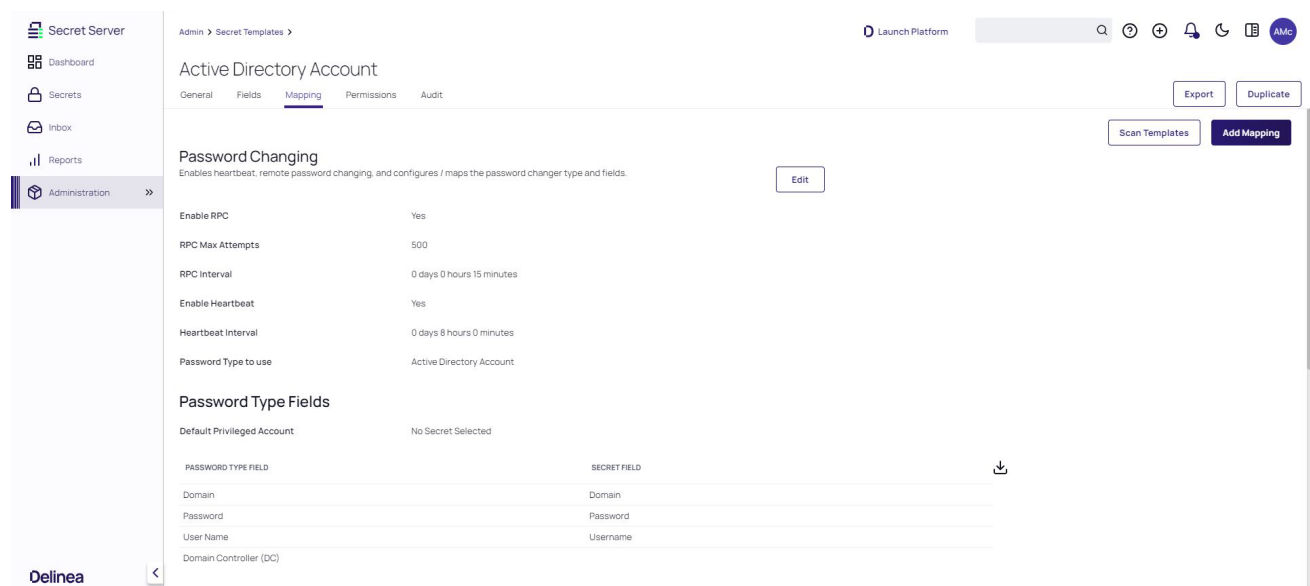 Secret Server
Admin > Secret Templates >
Launch Platform
AMc
Dashboard
Secrets
Inbox
Reports
Administration
Active Directory Account
General Fields Mapping Permissions Audit
Export Duplicate
Scan Templates Add Mapping
Password Changing
Enables heartbeat, remote password changing, and configures / maps the password changer type and fields.
Edit
Enable RPC Yes
RPC Max Attempts 500
RPC Interval 0 days 0 hours 15 minutes
Enable Heartbeat Yes
Heartbeat Interval 0 days 8 hours 0 minutes
Password Type to use Active Directory Account
Password Type Fields
Default Privileged Account No Secret Selected
PASSWORD TYPE FIELD SECRET FIELD
Domain Domain
Password Password
User Name Username
Domain Controller (DC)
Delinea